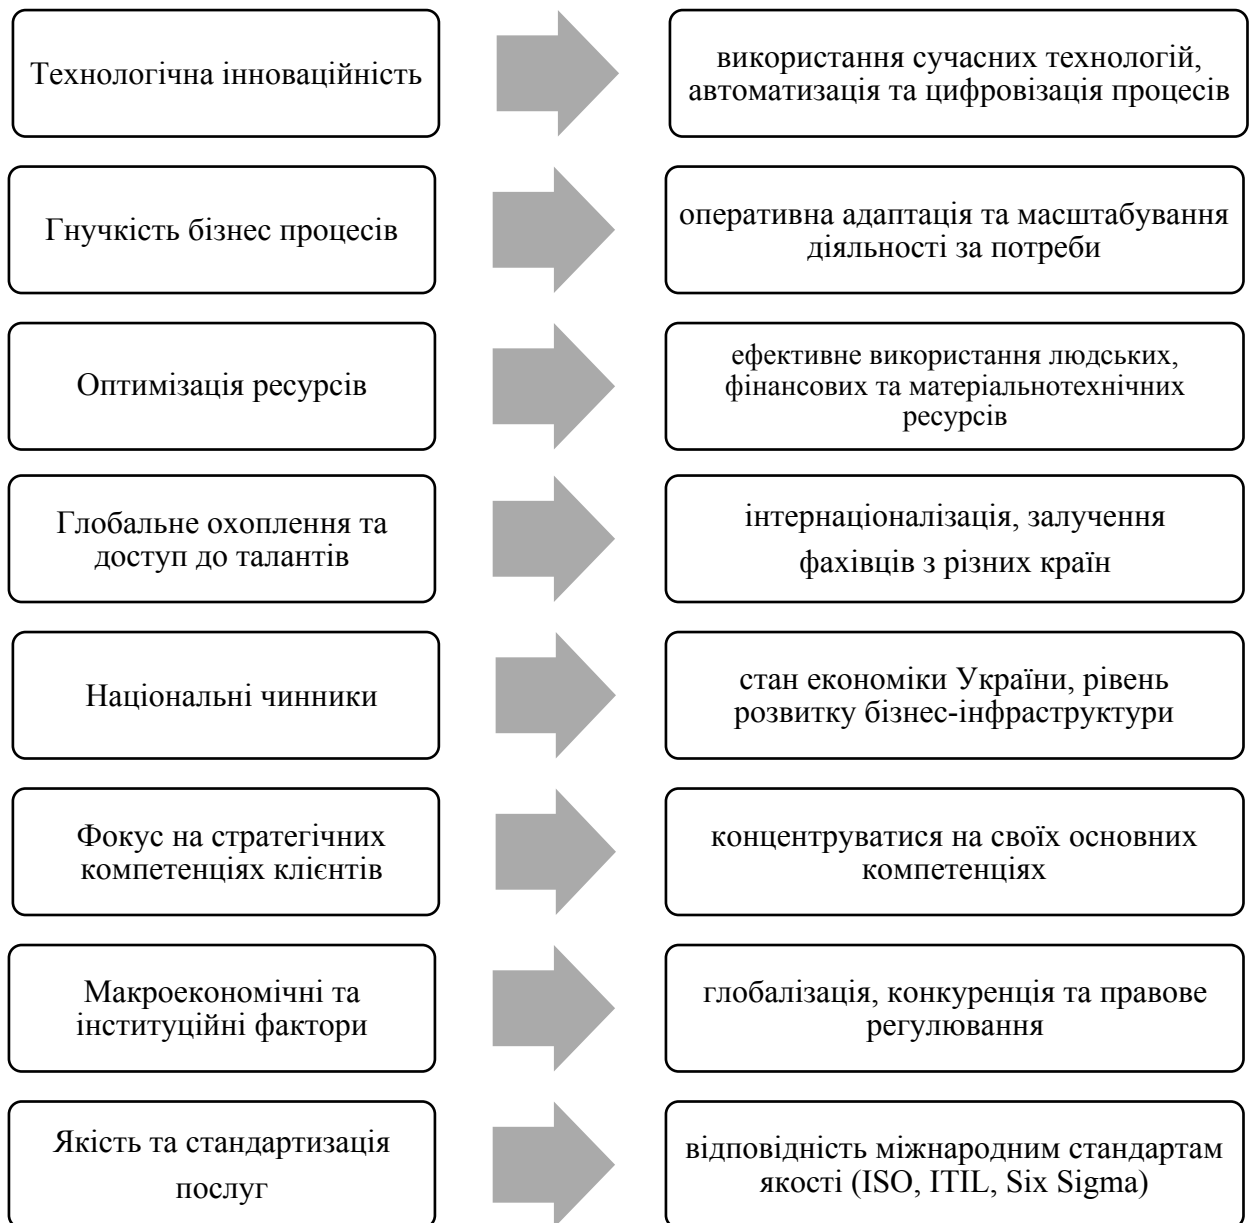 Технологічна інноваційність
використання сучасних технологій,
автоматизація та цифровізація процесів
Гнучкість бізнес процесів
оперативна адаптація та масштабування
діяльності за потреби
Оптимізація ресурсів
ефективне використання людських,
фінансових та матеріальнотехнічних
ресурсів
Глобальне охоплення та
доступ до талантів
інтернаціоналізація, залучення
фахівців з різних країн
Національні чинники
стан економіки України, рівень
розвитку бізнес-інфраструктури
Фокус на стратегічних
компетенціях клієнтів
концентруватися на своїх основних
компетенціях
Макроекономічні та
інституційні фактори
глобалізація, конкуренція та правове
регулювання
Якість та стандартизація
послуг
відповідність міжнародним стандартам
якості (ISO, ITIL, Six Sigma)